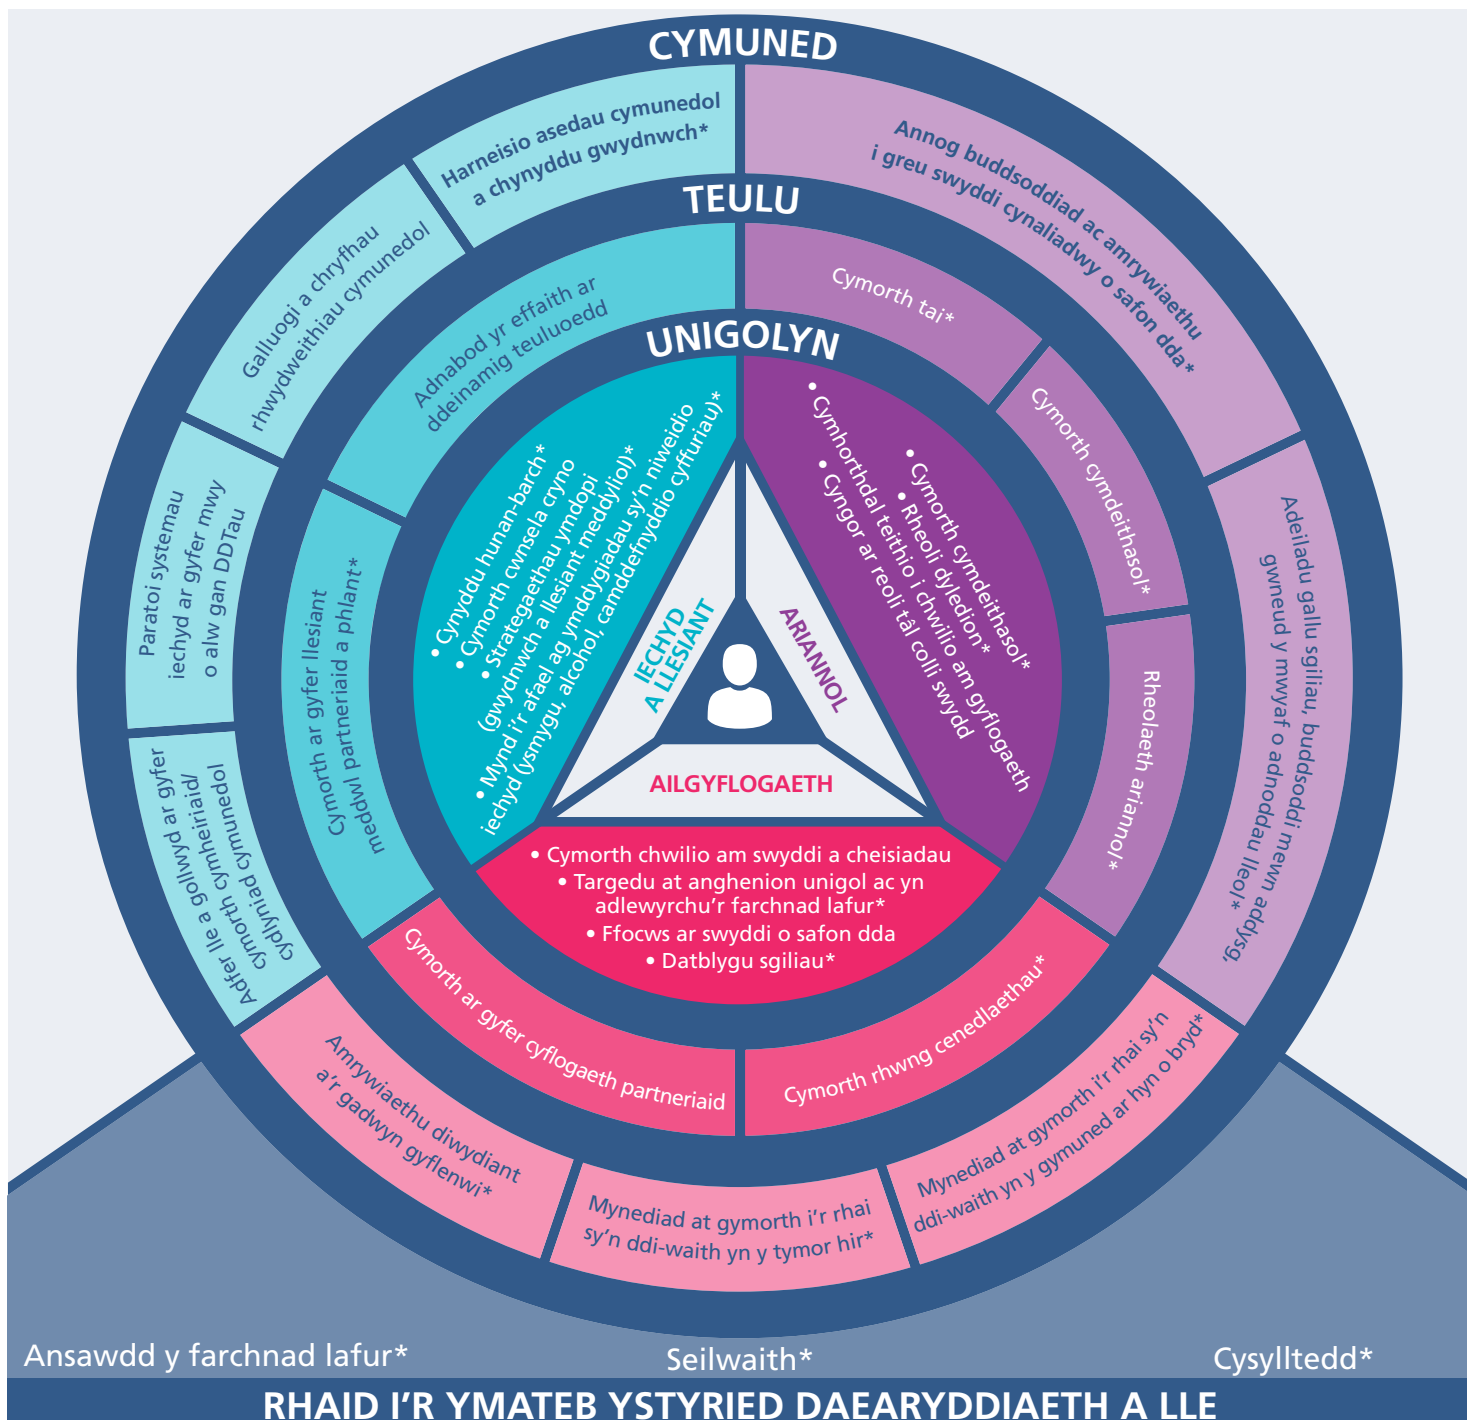 CYMUNED
Harneisio asedau cymunedol
a chynyddu gwydnwch*
Annog buddsoddiad ac amrywiaethu
i greu swyddi cynaliadwy o safon dda*
Galluogi a chryfhau
rhwydweithiau cymunedol
Adeiladu gallu sgiliau, buddsoddi mewn addysg,
gwneud y mwyaf o adnoddau lleol*
Paratoi systemau
iechyd ar gyfer mwy
o alw gan DDTau
Adfer lle a gollwyd ar gyfer
cymorth cymheiriaid/
cydlyniad cymunedol
Amrywiaethu diwydiant
a'r gadwyn gyflenwi*
Mynediad at gymorth i'r rhai
sy'n ddi-waith yn y tymor hir*
Mynediad at gymorth i'r rhai sy'n
ddi-waith yn y gymuned ar hyn o bryd*
TEULU
Adnabod yr effaith ar
ddeinamig teuluoedd
Cymorth tai*
Cymorth cymdeithasol*
Rheolaeth ariannol*
Cymorth ar gyfer llesiant
meddwl partneriaid a phlant*
Cymorth ar gyfer cyflogaeth partneriaid
Cymorth rhwng cenedlaethau*
UNIGOLYN
• Cynyddu hunan-barch*
• Cymorth cwnsela cryno
• Strategaethau ymdopi
(gwydnwch a llesiant meddyliol)*
• Mynd i'r afael ag ymddygiadau sy'n niweidio
iechyd (ysmygu, alcohol, camddefnyddio cyffuriau)*
• Cymorth cymdeithasol*
• Rheoli dyledion*
• Cymhorthdal teithio i chwilio am gyflogaeth
• Cyngor ar reoli tâl colli swydd
IECHYD
A LLESIANT
ARIANNOL
AILGYFLOGAETH
• Cymorth chwilio am swyddi a cheisiadau
• Targedu at anghenion unigol ac yn
adlewyrchu'r farchnad lafur*
• Ffocws ar swyddi o safon dda
• Datblygu sgiliau*
Ansawdd y farchnad lafur*
Seilwaith*
Cysylltedd*
RHAID I'R YMATEB YSTYRIED DAEARYDDIAETH A LLE